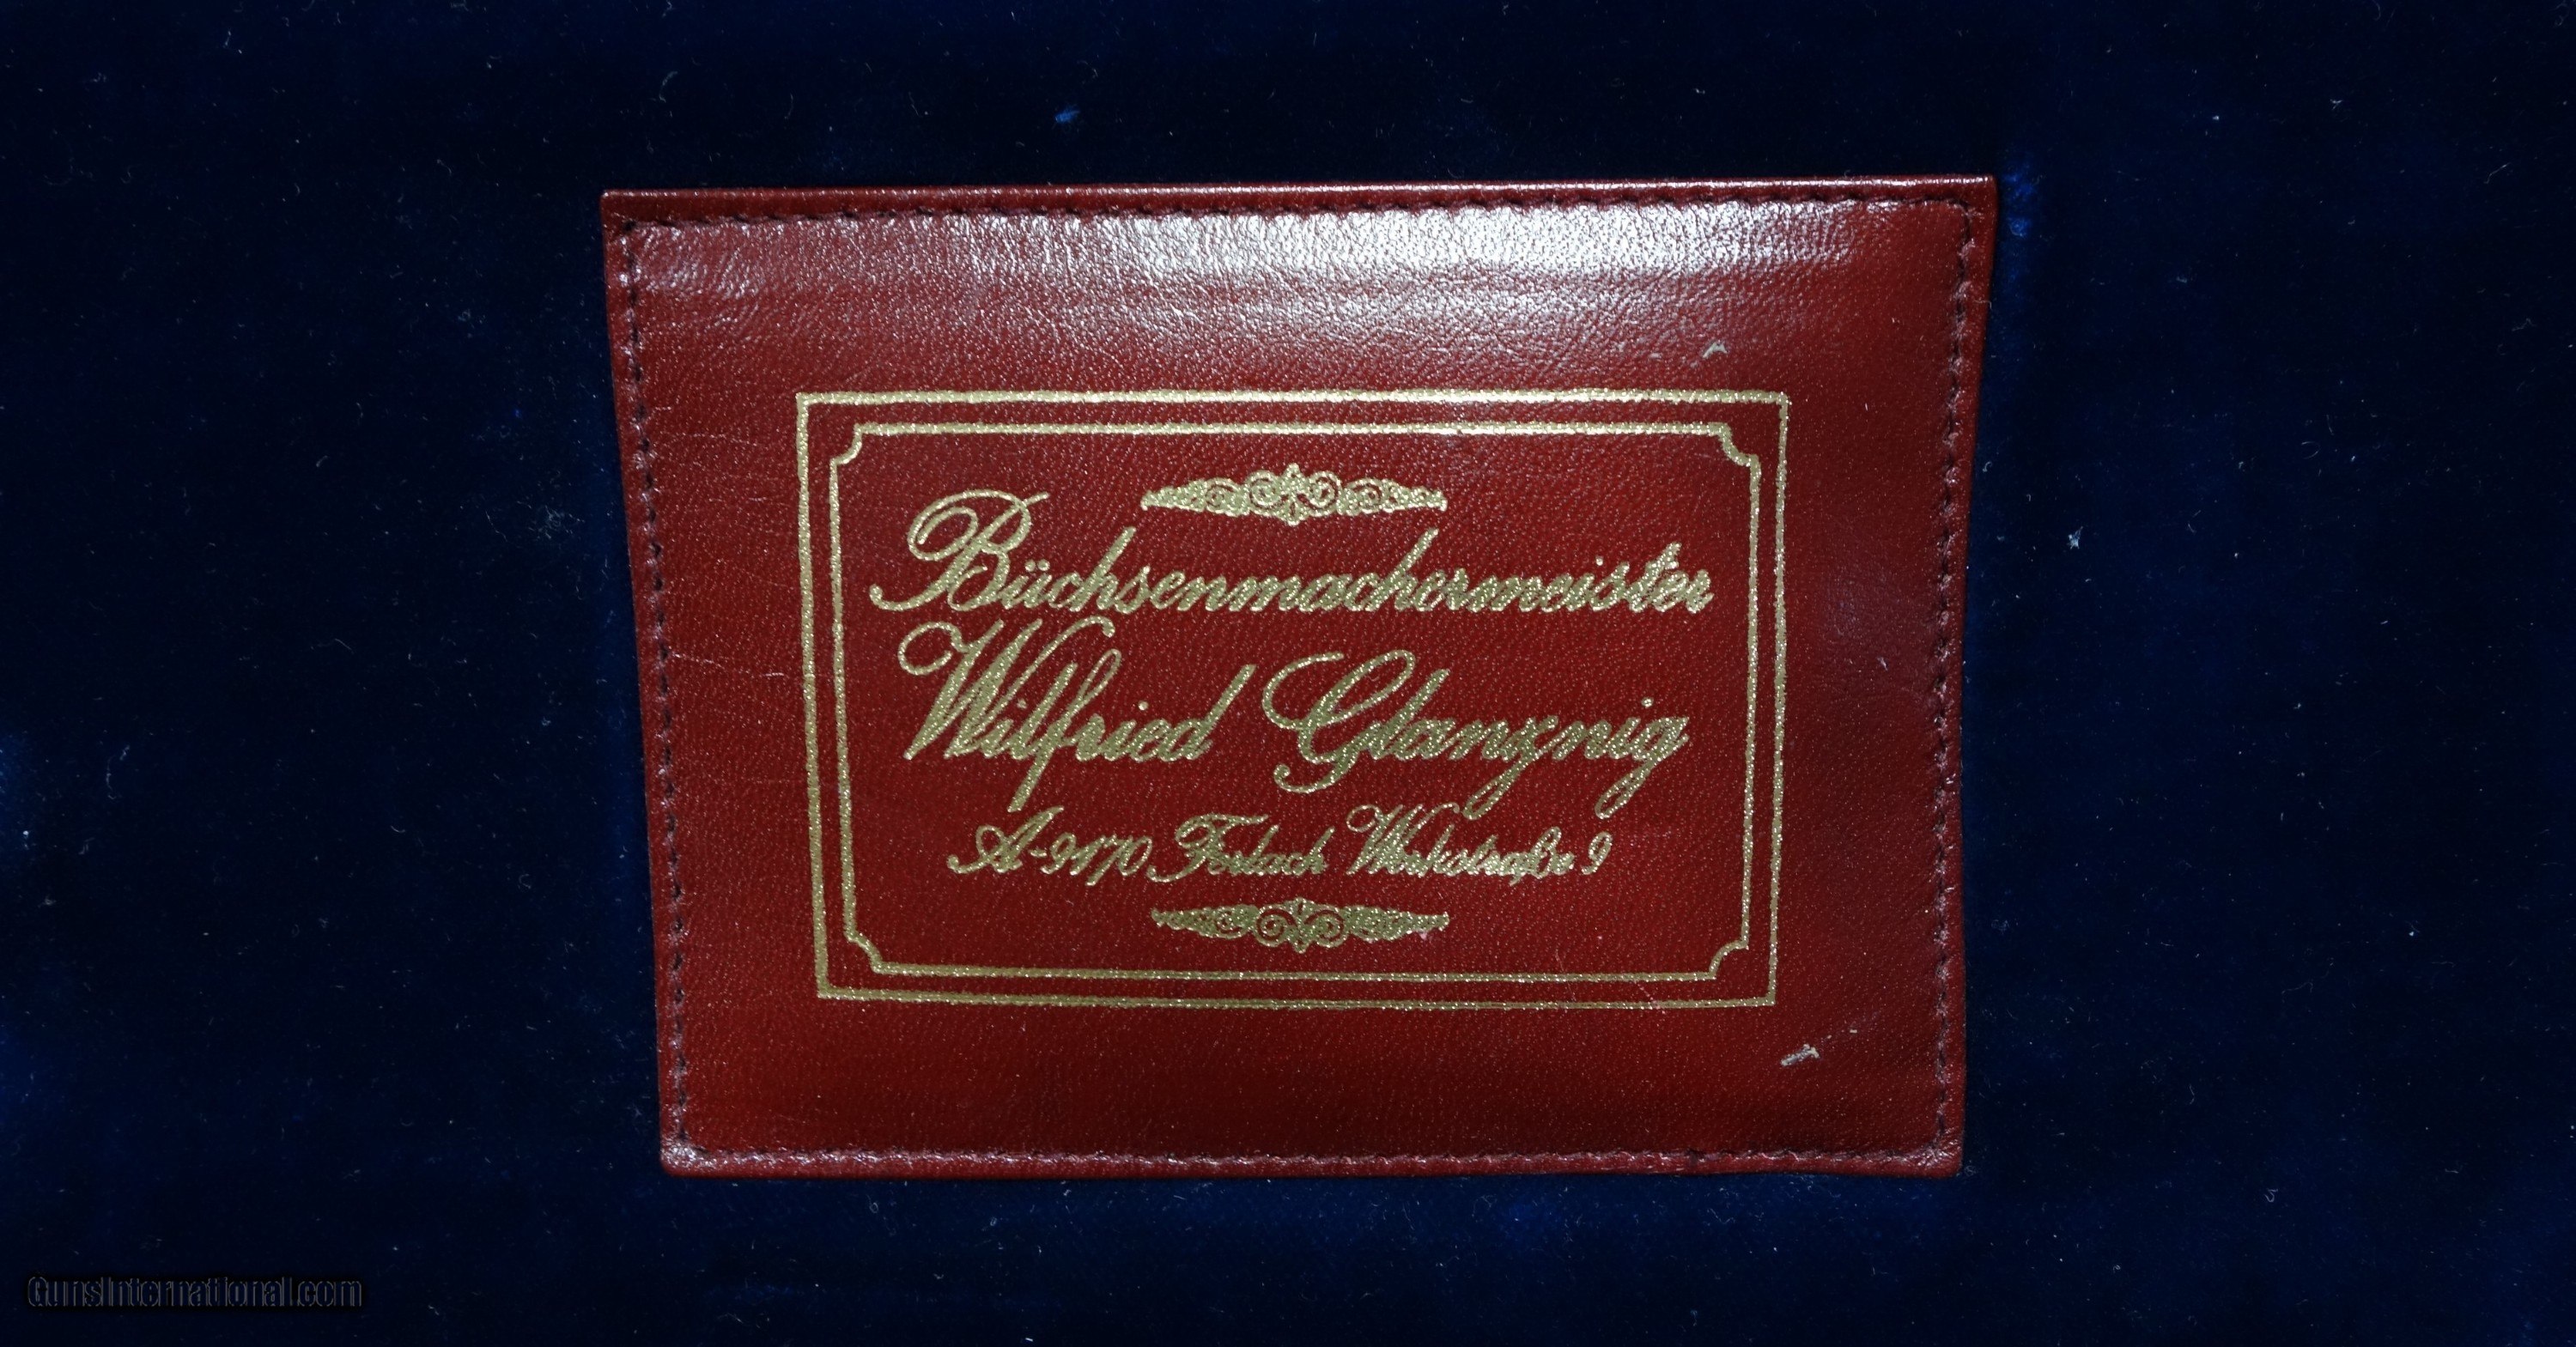 Büchsenmachermeister
Wilfried Glanznig
A-9170 Ferlach Werkstraße 9
GunsInternational.com